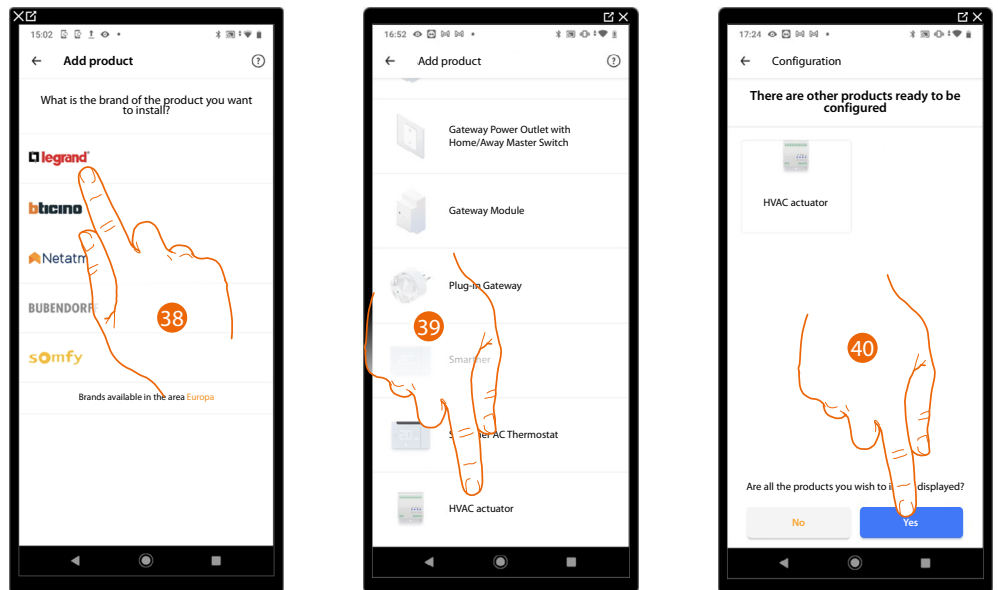 15:02
Add product
?
What is the brand of the product you want
to install?
legrand
bticino
Netatm
BUBENDORF
somfy
Brands available in the area Europa
38
16:52
Add product
?
Gateway Power Outlet with
Home/Away Master Switch
Gateway Module
Plug-in Gateway
39
Smarther
AC Thermostat
HVAC actuator
17:24
Configuration
There are other products ready to be
configured
HVAC actuator
40
Are all the products you wish to displayed?
No
Yes